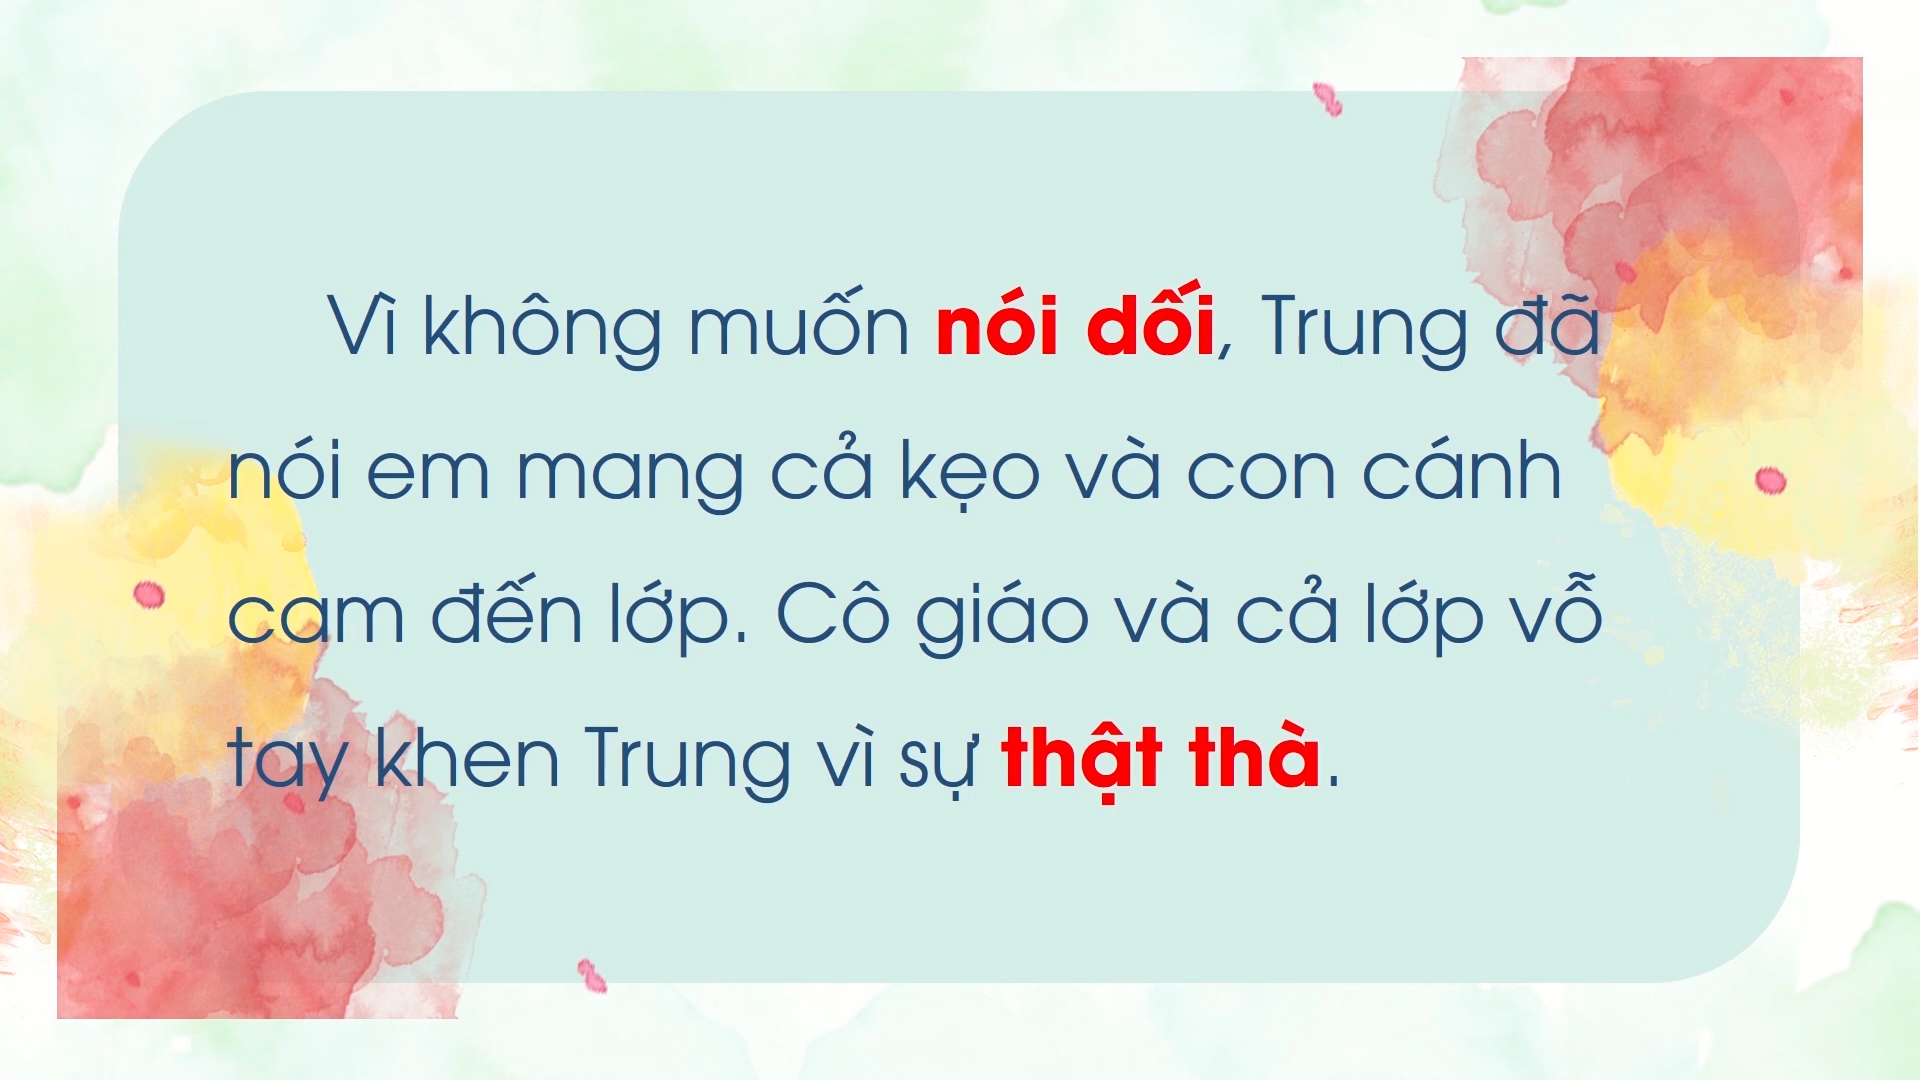 Vì không muốn nói dối, Trung đã
nói em mang cả kẹo và con cánh
cam đến lớp. Cô giáo và cả lớp vỗ
tay khen Trung vì sự thật thà.